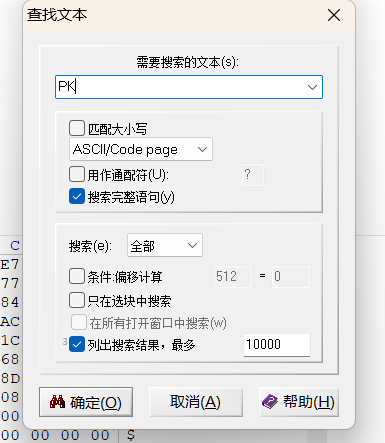 查找文本
需要搜索的文本(s):
PK
匹配大小写
ASCII/Code page
用作通配符(U): ?
搜索完整语句(y)
搜索(e): 全部
条件:偏移计算 512 = 0
只在选块中搜索
在所有打开窗口中搜索(w)
3 列出搜索结果，最多 10000
确定(O) 取消(A) 帮助(H)
C
E7
77
84
AC
1C
68
8D
08
00
00 00 00 00 $